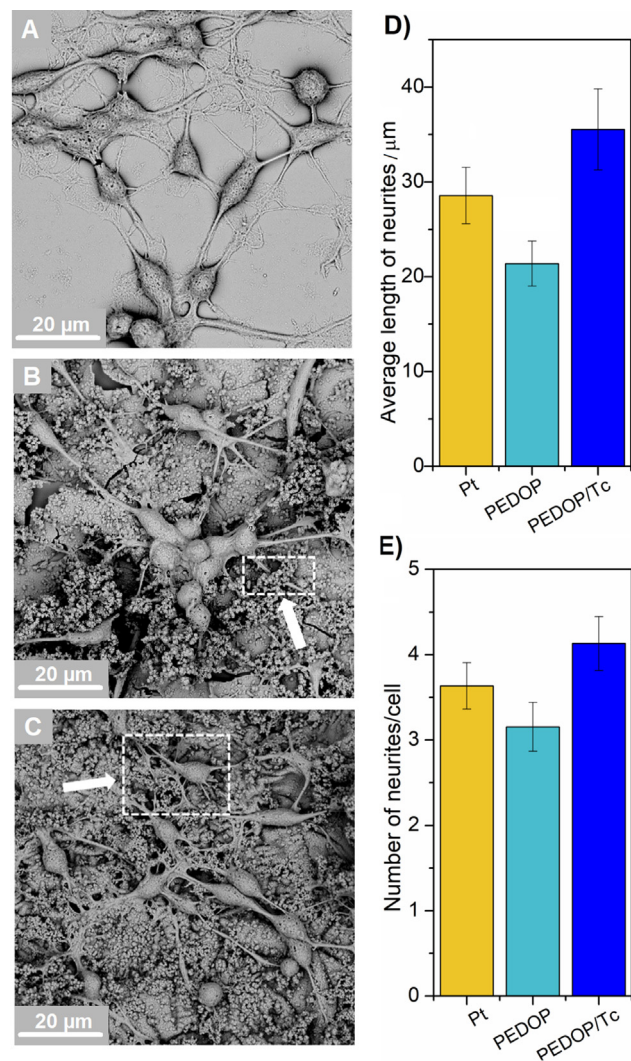 A
20 µm
B
20 µm
C
20 µm
D)
Average length of neurites / µm
40
30
20
10
0
Pt
PEDOP
PEDOP/Tc
E)
Number of neurites/cell
5
4
3
2
1
0
Pt
PEDOP
PEDOP/Tc